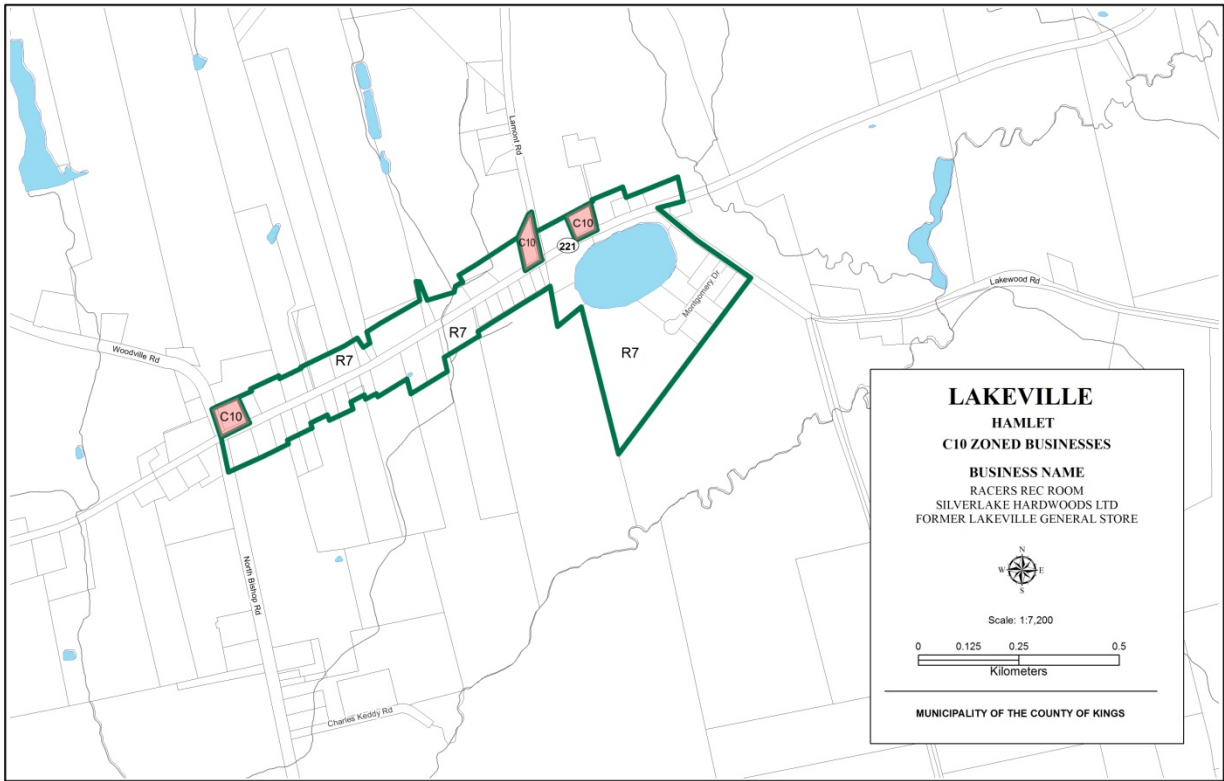 Lamont Rd
C10
C10
221
Montgomery Dr
Lakewood Rd
R7
R7
R7
Woodville Rd
C10
North Bishop Rd
Charles Keddy Rd
LAKEVILLE
HAMLET
C10 ZONED BUSINESSES
BUSINESS NAME
RACERS REC ROOM
SILVERLAKE HARDWOODS LTD
FORMER LAKEVILLE GENERAL STORE
N
W E
S
Scale: 1:7,200
0 0.125 0.25 0.5
Kilometers
MUNICIPALITY OF THE COUNTY OF KINGS